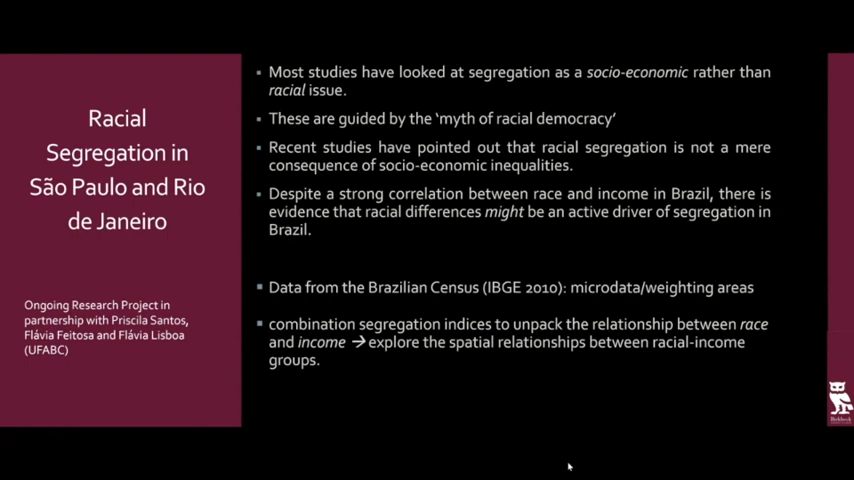 Racial
Segregation in
São Paulo and Rio
de Janeiro
Ongoing Research Project in
partnership with Priscila Santos,
Flávia Feitosa and Flávia Lisboa
(UFABC)
▪ Most studies have looked at segregation as a socio-economic rather than
racial issue.
▪ These are guided by the ‘myth of racial democracy’
▪ Recent studies have pointed out that racial segregation is not a mere
consequence of socio-economic inequalities.
▪ Despite a strong correlation between race and income in Brazil, there is
evidence that racial differences might be an active driver of segregation in
Brazil.
▪ Data from the Brazilian Census (IBGE 2010): microdata/weighting areas
▪ combination segregation indices to unpack the relationship between race
and income → explore the spatial relationships between racial-income
groups.
Birkbeck